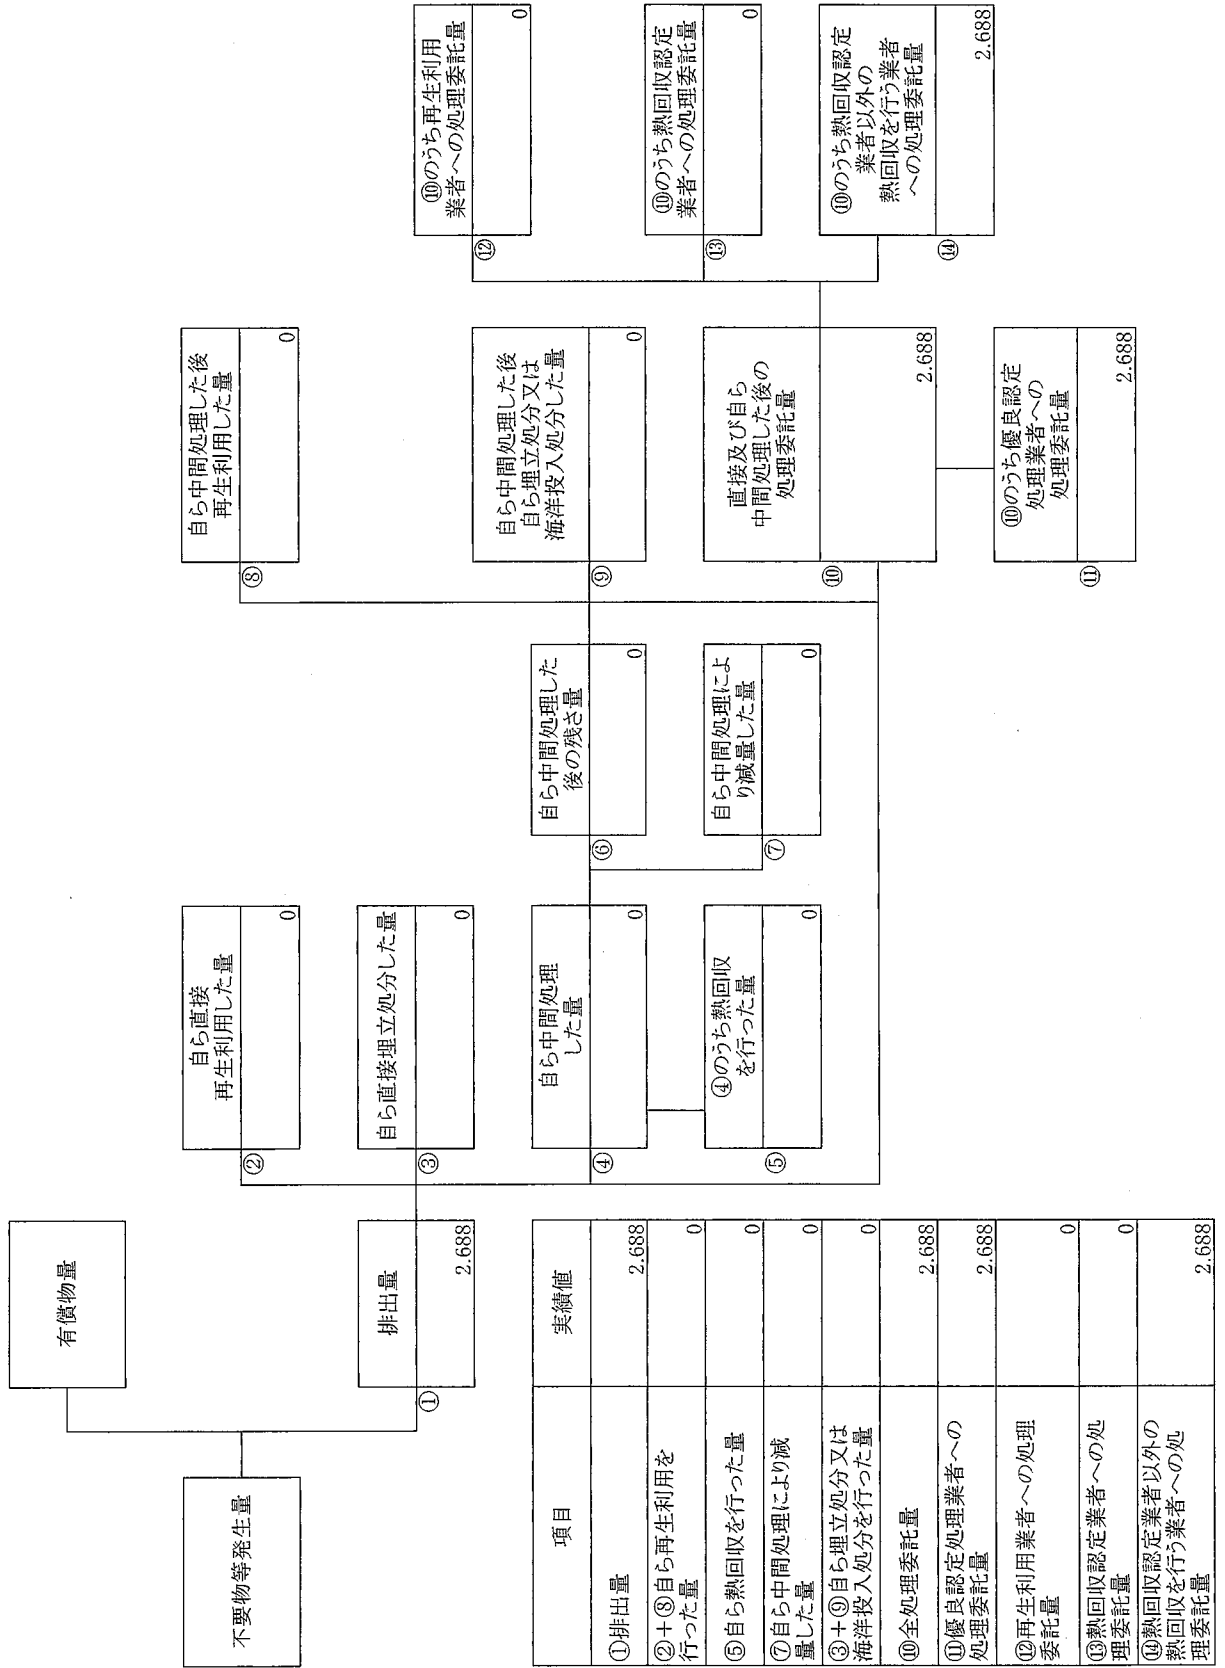 不要物等発生量
有償物量
排出量
①
2.688
自ら直接
再生利用した量
②
0
自ら直接埋立処分した量
③
0
自ら中間処理
した量
④
0
④のうち熱回収
を行った量
⑤
0
自ら中間処理した
後の残さ量
⑥
0
自ら中間処理によ
り減量した量
⑦
0
自ら中間処理した後
再生利用した量
⑧
0
自ら中間処理した後
自ら埋立処分又は
海洋投入処分した量
⑨
0
直接及び自ら
中間処理した後の
処理委託量
⑩
2.688
⑩のうち優良認定
処理業者への
処理委託量
⑪
2.688
⑩のうち再生利用
業者への処理委託量
⑫
0
⑩のうち熱回収認定
業者への処理委託量
⑬
0
⑩のうち熱回収認定
業者以外の
熱回収を行う業者
への処理委託量
⑭
2.688
項目 実績値
①排出量 2.688
②+⑧自ら再生利用を
行った量 0
⑤自ら熱回収を行った量 0
⑦自ら中間処理により減
量した量 0
③+⑨自ら埋立処分又は
海洋投入処分を行った量 0
⑩全処理委託量 2.688
⑪優良認定処理業者への
処理委託量 2.688
⑫再生利用業者への処理
委託量 0
⑬熱回収認定業者への処
理委託量 0
⑭熱回収認定業者以外の
熱回収を行う業者への処
理委託量 2.688